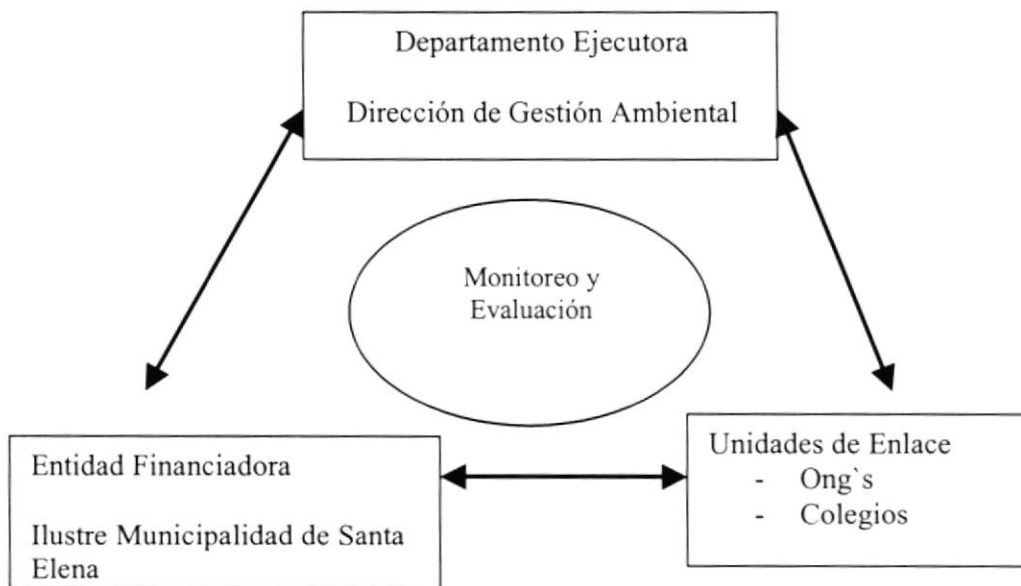 Departamento Ejecutora
Dirección de Gestión Ambiental
Monitoreo y
Evaluación
Entidad Financiadora
Ilustre Municipalidad de Santa
Elena
Unidades de Enlace
- Ong`s
- Colegios